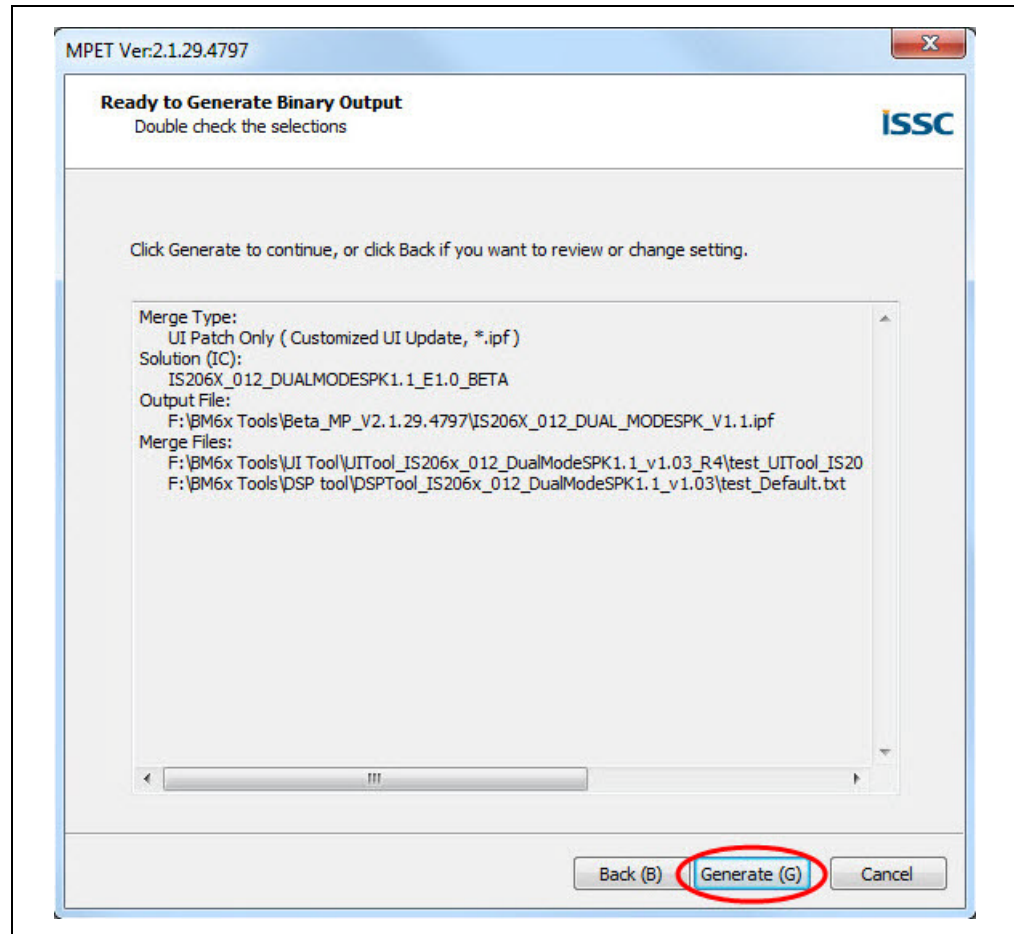 MPET Ver:2.1.29.4797
Ready to Generate Binary Output
Double check the selections
ISSC
Click Generate to continue, or click Back if you want to review or change setting.
Merge Type:
UI Patch Only ( Customized UI Update, *.ipf )
Solution (IC):
IS206X_012_DUALMODESPK1.1_E1.0_BETA
Output File:
F:\BM6x Tools\Beta_MP_V2.1.29.4797\IS206X_012_DUAL_MODESPK_V1.1.ipf
Merge Files:
F:\BM6x Tools\UI Tool\UITool_IS206x_012_DualModeSPK1.1_v1.03_R4\test_UITool_IS20
F:\BM6x Tools\DSP tool\DSPTool_IS206x_012_DualModeSPK1.1_v1.03\test_Default.txt
Back (B) Generate (G) Cancel